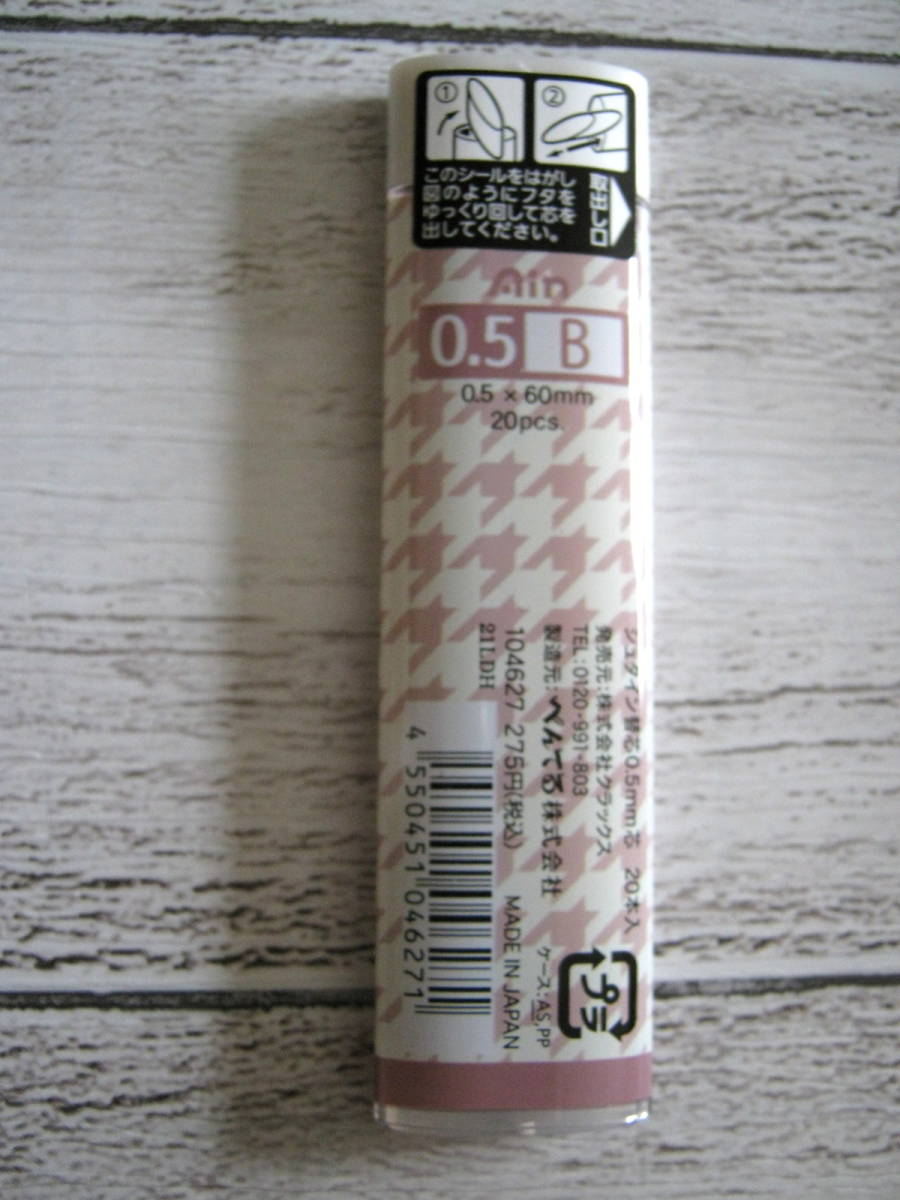 ① ②
このシールをはがし
図のようにフタを
ゆっくり回して芯を
出してください。
取出し口
Ain
0.5 B
0.5 × 60mm
20pcs.
シュタイン替芯0.5mm芯 20本入
発売元:株式会社クラックス
TEL:0120-991-803
製造元:ぺんてる株式会社 ケース:AS,PP
104627 275円(税込) MADE IN JAPAN
21LDH
プラ
4 550451 046271